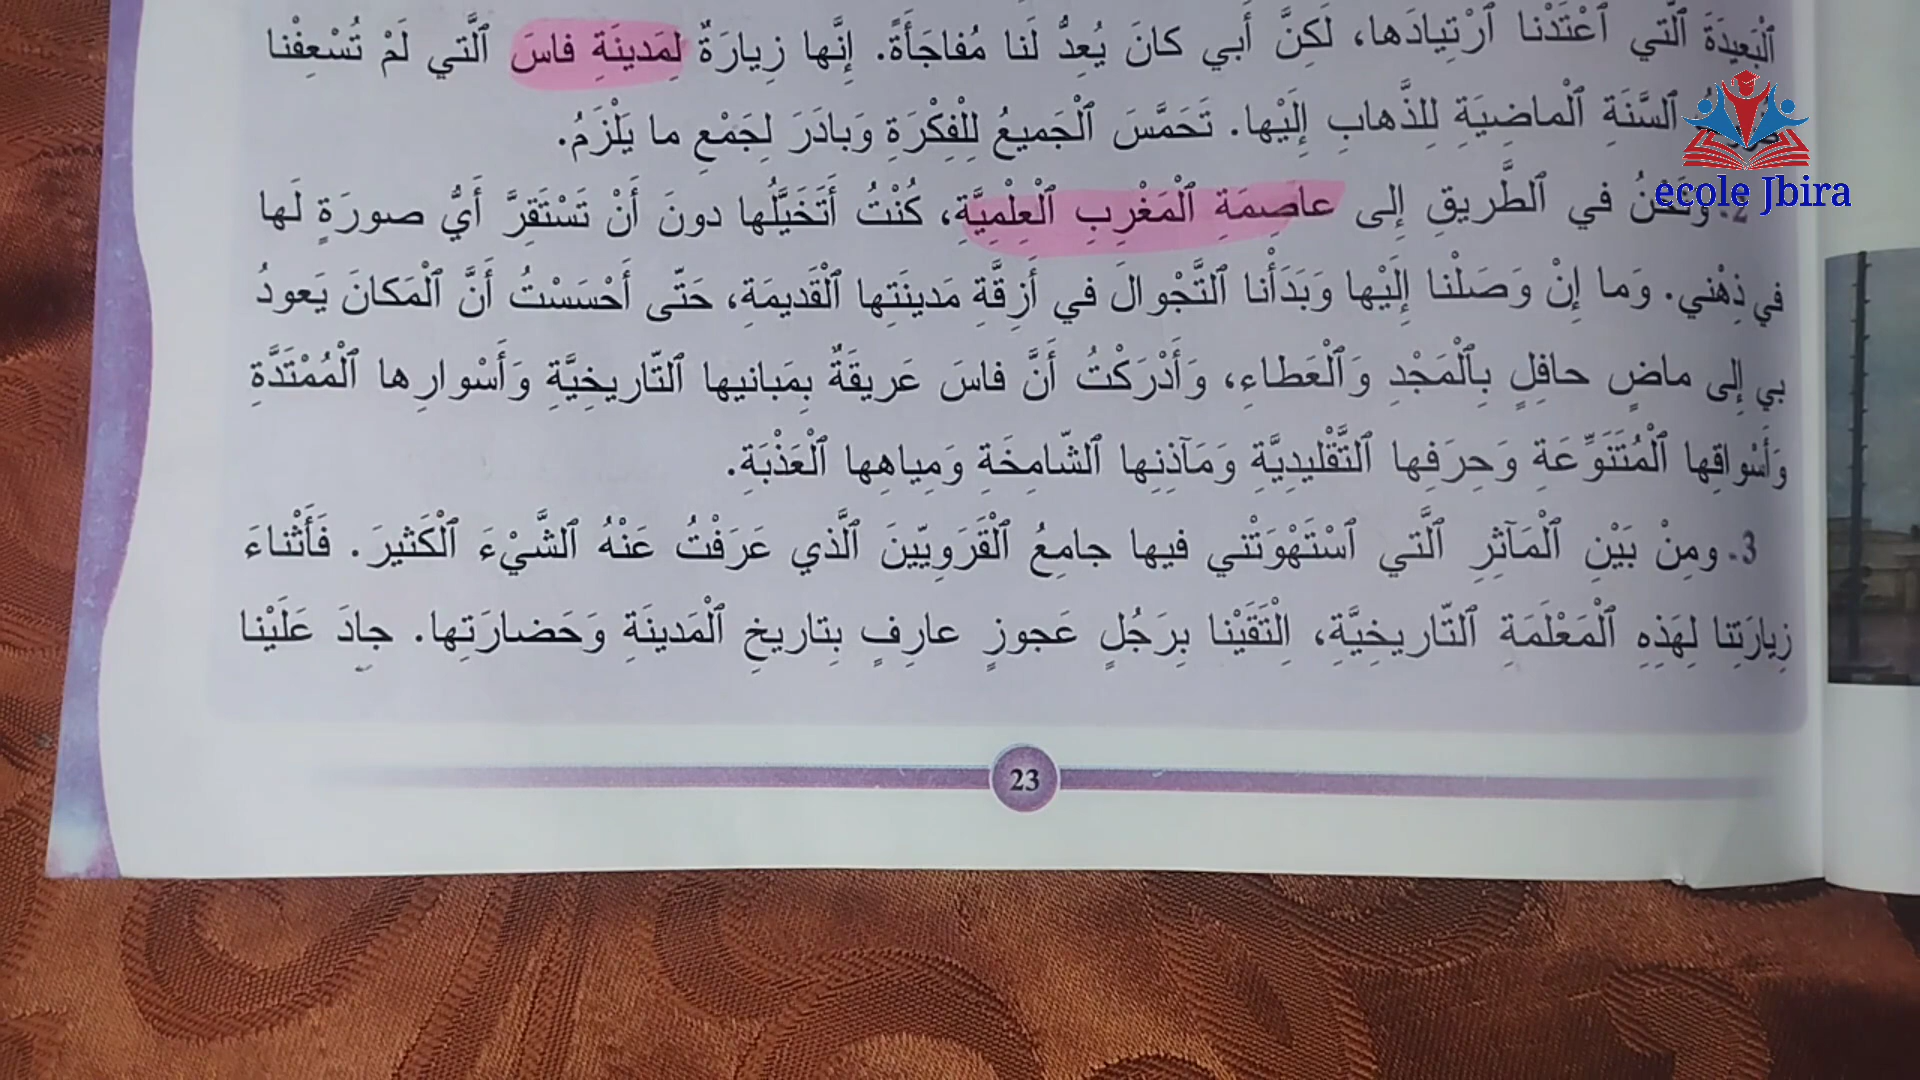 ٱلْبَعيدَةَ ٱلَّتي ٱعْتَدْنا ٱرْتِيادَها، لَكِنَّ أَبي كانَ يُعِدُّ لَنا مُفاجَأَةً. إِنَّها زِيارَةٌ لِمَدينَةِ فاسَ ٱلَّتي لَمْ تُسْعِفْنا
ٱلسَّنَةَ ٱلْماضِيَةِ لِلذَّهابِ إِلَيْها. تَحَمَّسَ ٱلْجَميعُ لِلْفِكْرَةِ وَبادَرَ لِجَمْعِ ما يَلْزَمُ.
2. وَنَحْنُ في ٱلطَّريقِ إِلى عاصِمَةِ ٱلْمَغْرِبِ ٱلْعِلْمِيَّةِ، كُنْتُ أَتَخَيَّلُها دونَ أَنْ تَسْتَقِرَّ أَيُّ صورَةٍ لَها
في ذِهْني. وَما إِنْ وَصَلْنا إِلَيْها وَبَدَأْنا ٱلتَّجْوالَ في أَزِقَّةِ مَدينَتِها ٱلْقَديمَةِ، حَتّى أَحْسَسْتُ أَنَّ ٱلْمَكانَ يَعودُ
بي إِلى ماضٍ حافِلٍ بِٱلْمَجْدِ وَٱلْعَطاءِ، وَأَدْرَكْتُ أَنَّ فاسَ عَريقَةٌ بِمَبانيها ٱلتّاريخِيَّةِ وَأَسْوارِها ٱلْمُمْتَدَّةِ
وَأَسْواقِها ٱلْمُتَنَوِّعَةِ وَحِرَفِها ٱلتَّقْليدِيَّةِ وَمَآذِنِها ٱلشّامِخَةِ وَمِياهِها ٱلْعَذْبَةِ.
3. ومِنْ بَيْنِ ٱلْمَآثِرِ ٱلَّتي ٱسْتَهْوَتْني فيها جامِعُ ٱلْقَرَوِيّينَ ٱلَّذي عَرَفْتُ عَنْهُ ٱلشَّيْءَ ٱلْكَثيرَ. فَأَثْناءَ
زِيارَتِنا لِهَذِهِ ٱلْمَعْلَمَةِ ٱلتّاريخِيَّةِ، اِلْتَقَيْنا بِرَجُلٍ عَجوزٍ عارِفٍ بِتاريخِ ٱلْمَدينَةِ وَحَضارَتِها. جادَ عَلَيْنا
23
ecole Jbira